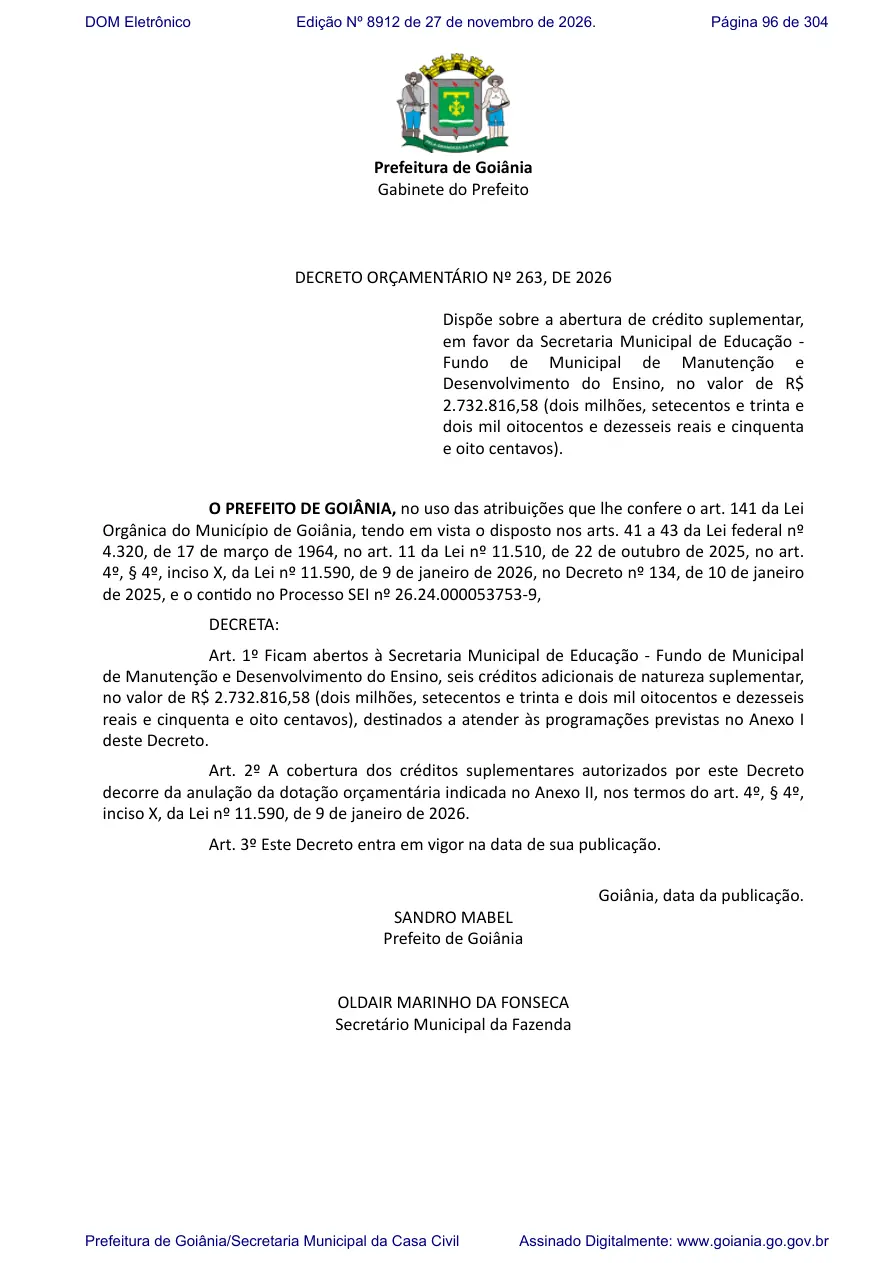 DOM Eletrônico Edição Nº 8912 de 27 de novembro de 2026. Página 96 de 304
Prefeitura de Goiânia
Gabinete do Prefeito
DECRETO ORÇAMENTÁRIO Nº 263, DE 2026
Dispõe sobre a abertura de crédito suplementar,
em favor da Secretaria Municipal de Educação -
Fundo de Municipal de Manutenção e
Desenvolvimento do Ensino, no valor de R$
2.732.816,58 (dois milhões, setecentos e trinta e
dois mil oitocentos e dezesseis reais e cinquenta
e oito centavos).
O PREFEITO DE GOIÂNIA, no uso das atribuições que lhe confere o art. 141 da Lei
Orgânica do Município de Goiânia, tendo em vista o disposto nos arts. 41 a 43 da Lei federal nº
4.320, de 17 de março de 1964, no art. 11 da Lei nº 11.510, de 22 de outubro de 2025, no art.
4º, § 4º, inciso X, da Lei nº 11.590, de 9 de janeiro de 2026, no Decreto nº 134, de 10 de janeiro
de 2025, e o contido no Processo SEI nº 26.24.000053753-9,
DECRETA:
Art. 1º Ficam abertos à Secretaria Municipal de Educação - Fundo de Municipal
de Manutenção e Desenvolvimento do Ensino, seis créditos adicionais de natureza suplementar,
no valor de R$ 2.732.816,58 (dois milhões, setecentos e trinta e dois mil oitocentos e dezesseis
reais e cinquenta e oito centavos), destinados a atender às programações previstas no Anexo I
deste Decreto.
Art. 2º A cobertura dos créditos suplementares autorizados por este Decreto
decorre da anulação da dotação orçamentária indicada no Anexo II, nos termos do art. 4º, § 4º,
inciso X, da Lei nº 11.590, de 9 de janeiro de 2026.
Art. 3º Este Decreto entra em vigor na data de sua publicação.
Goiânia, data da publicação.
SANDRO MABEL
Prefeito de Goiânia
OLDAIR MARINHO DA FONSECA
Secretário Municipal da Fazenda
Prefeitura de Goiânia/Secretaria Municipal da Casa Civil Assinado Digitalmente: www.goiania.go.gov.br